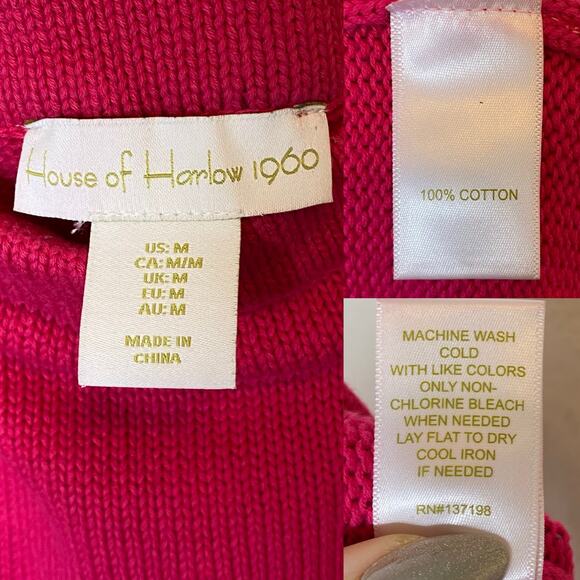 House of Harlow 1960
US: M
CA: M/M
UK: M
EU: M
AU: M
MADE IN
CHINA
100% COTTON
MACHINE WASH
COLD
WITH LIKE COLORS
ONLY NON-
CHLORINE BLEACH
WHEN NEEDED
LAY FLAT TO DRY
COOL IRON
IF NEEDED
RN#137198